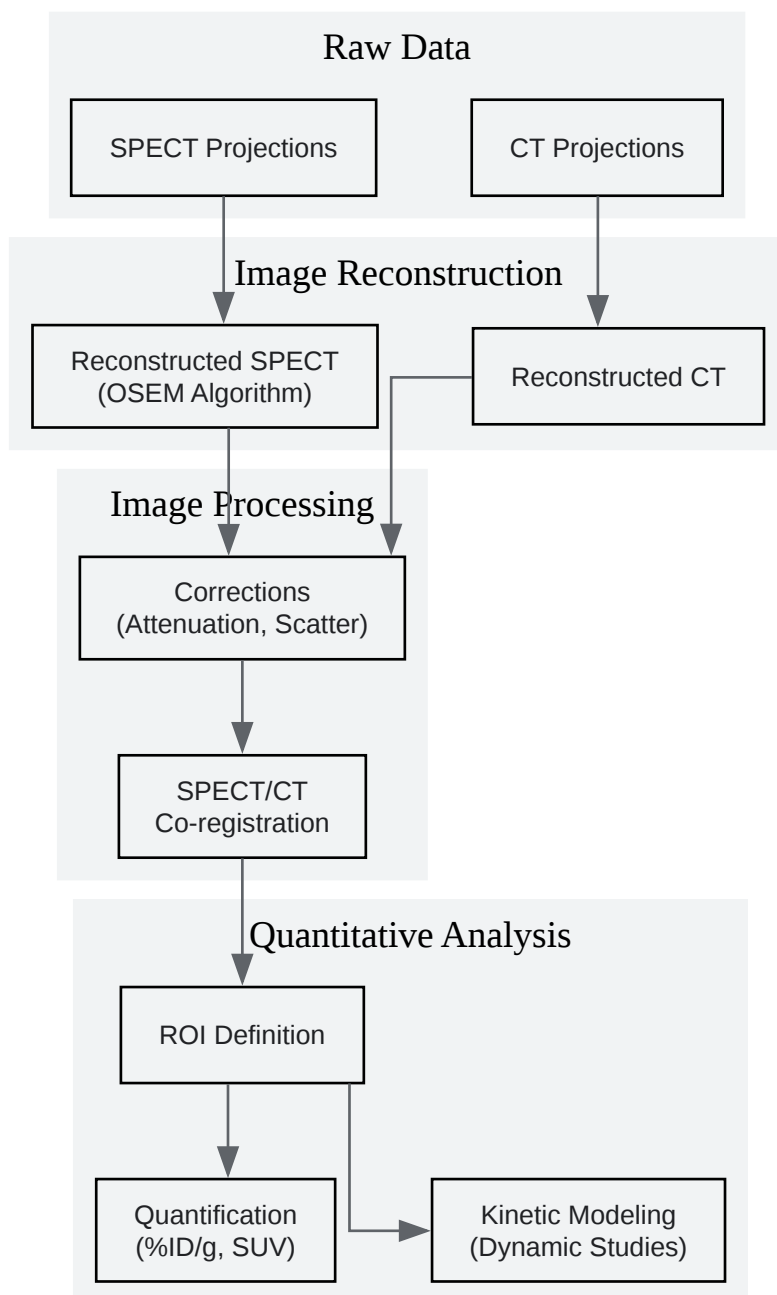 Raw Data
SPECT Projections
CT Projections
Image Reconstruction
Reconstructed SPECT
(OSEM Algorithm)
Reconstructed CT
Image Processing
Corrections
(Attenuation, Scatter)
SPECT/CT
Co-registration
Quantitative Analysis
ROI Definition
Quantification
(%ID/g, SUV)
Kinetic Modeling
(Dynamic Studies)